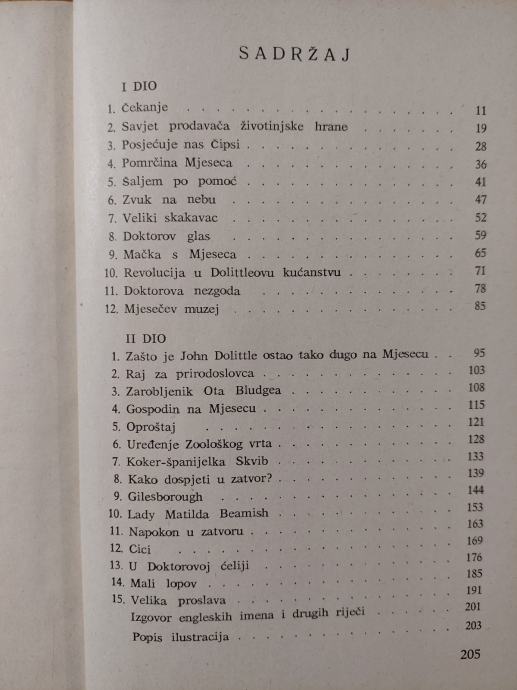 SADRŽAJ
I DIO
1. Čekanje . . . . . . . . . . . . 11
2. Savjet prodavača životinjske hrane . . . . . . . 19
3. Posjećuje nas Čipsi . . . . . . . . . . . 28
4. Pomrčina Mjeseca . . . . . . . . . . . 36
5. Šaljem po pomoć . . . . . . . . . . . 41
6. Zvuk na nebu . . . . . . . . . . . 47
7. Veliki skakavac . . . . . . . . . . . 52
8. Doktorov glas . . . . . . . . . . . 59
9. Mačka s Mjeseca . . . . . . . . . . . 65
10. Revolucija u Dolittleovu kućanstvu . . . . . . . 71
11. Doktorova nezgoda . . . . . . . . . . 78
12. Mjesečev muzej . . . . . . . . . . . 85
II DIO
1. Zašto je John Dolittle ostao tako dugo na Mjesecu . . 95
2. Raj za prirodoslovca . . . . . . . . . . 103
3. Zarobljenik Ota Bludgea . . . . . . . . . 108
4. Gospodin na Mjesecu . . . . . . . . . . 115
5. Oproštaj . . . . . . . . . . . . 121
6. Uređenje Zoološkog vrta . . . . . . . . . 128
7. Koker-španijelka Skvib . . . . . . . . . 133
8. Kako dospjeti u zatvor? . . . . . . . . . 139
9. Gilesborough . . . . . . . . . . . 144
10. Lady Matilda Beamish . . . . . . . . . 153
11. Napokon u zatvoru . . . . . . . . . . 163
12. Cici . . . . . . . . . . . . . 169
13. U Doktorovoj ćeliji . . . . . . . . . . 176
14. Mali lopov . . . . . . . . . . . . 185
15. Velika proslava . . . . . . . . . . . 191
Izgovor engleskih imena i drugih riječi . . . . . 201
Popis ilustracija . . . . . . . . . . . 203
205